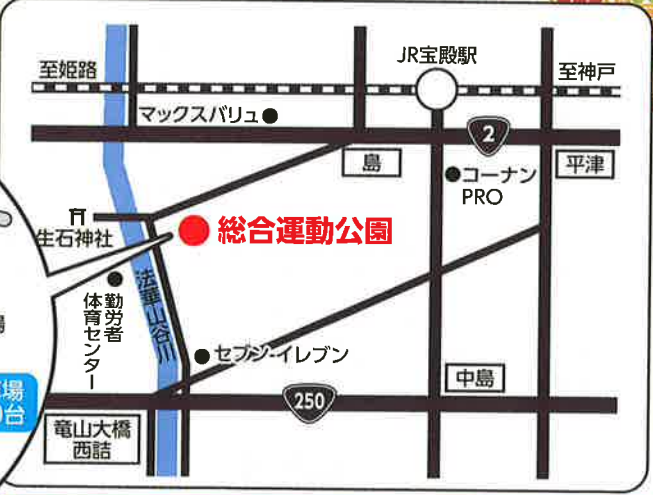 至姫路
JR宝殿駅
至神戸
マックスバリュ
2
島
コーナン
PRO
平津
生石神社
総合運動公園
法華山谷川
勤労者
体育センター
セブン-イレブン
中島
250
竜山大橋
西詰
場
台